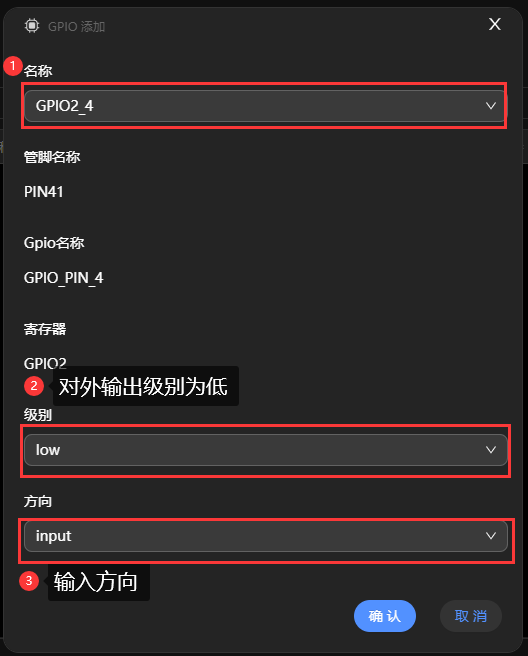 GPIO 添加
X
1
名称
GPIO2_4
管脚名称
PIN41
Gpio名称
GPIO_PIN_4
寄存器
GPIO2
2 对外输出级别为低
级别
low
方向
input
3 输入方向
确 认 取 消